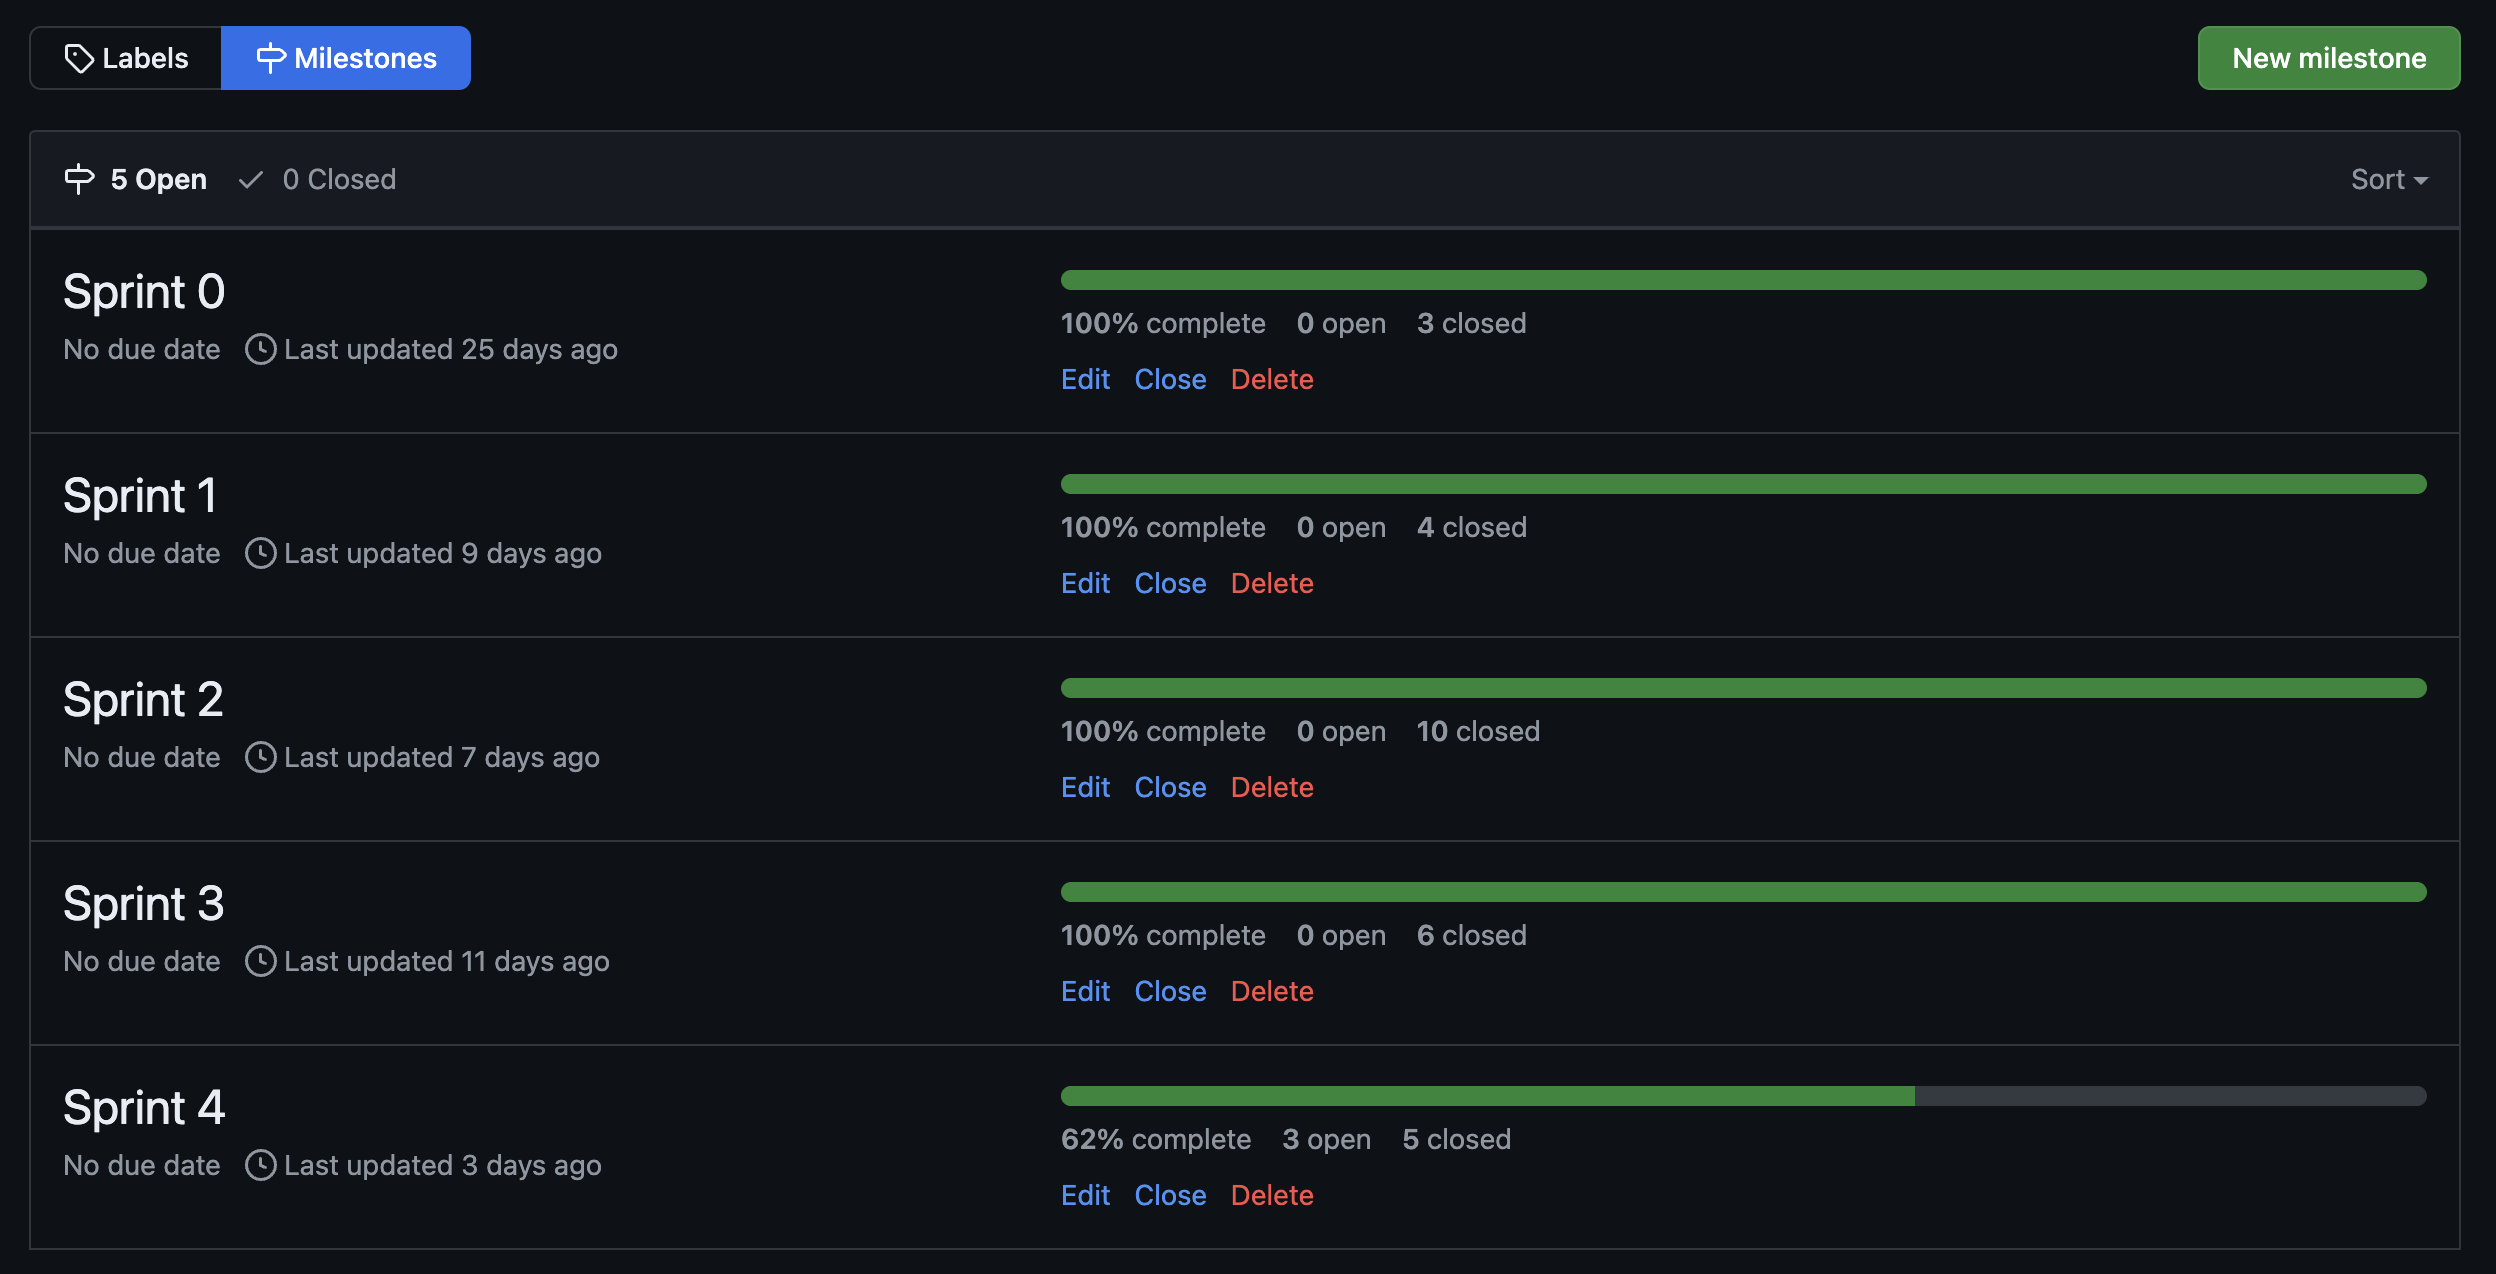 Labels Milestones New milestone
5 Open 0 Closed Sort
Sprint 0
No due date Last updated 25 days ago
100% complete 0 open 3 closed
Edit Close Delete
Sprint 1
No due date Last updated 9 days ago
100% complete 0 open 4 closed
Edit Close Delete
Sprint 2
No due date Last updated 7 days ago
100% complete 0 open 10 closed
Edit Close Delete
Sprint 3
No due date Last updated 11 days ago
100% complete 0 open 6 closed
Edit Close Delete
Sprint 4
No due date Last updated 3 days ago
62% complete 3 open 5 closed
Edit Close Delete